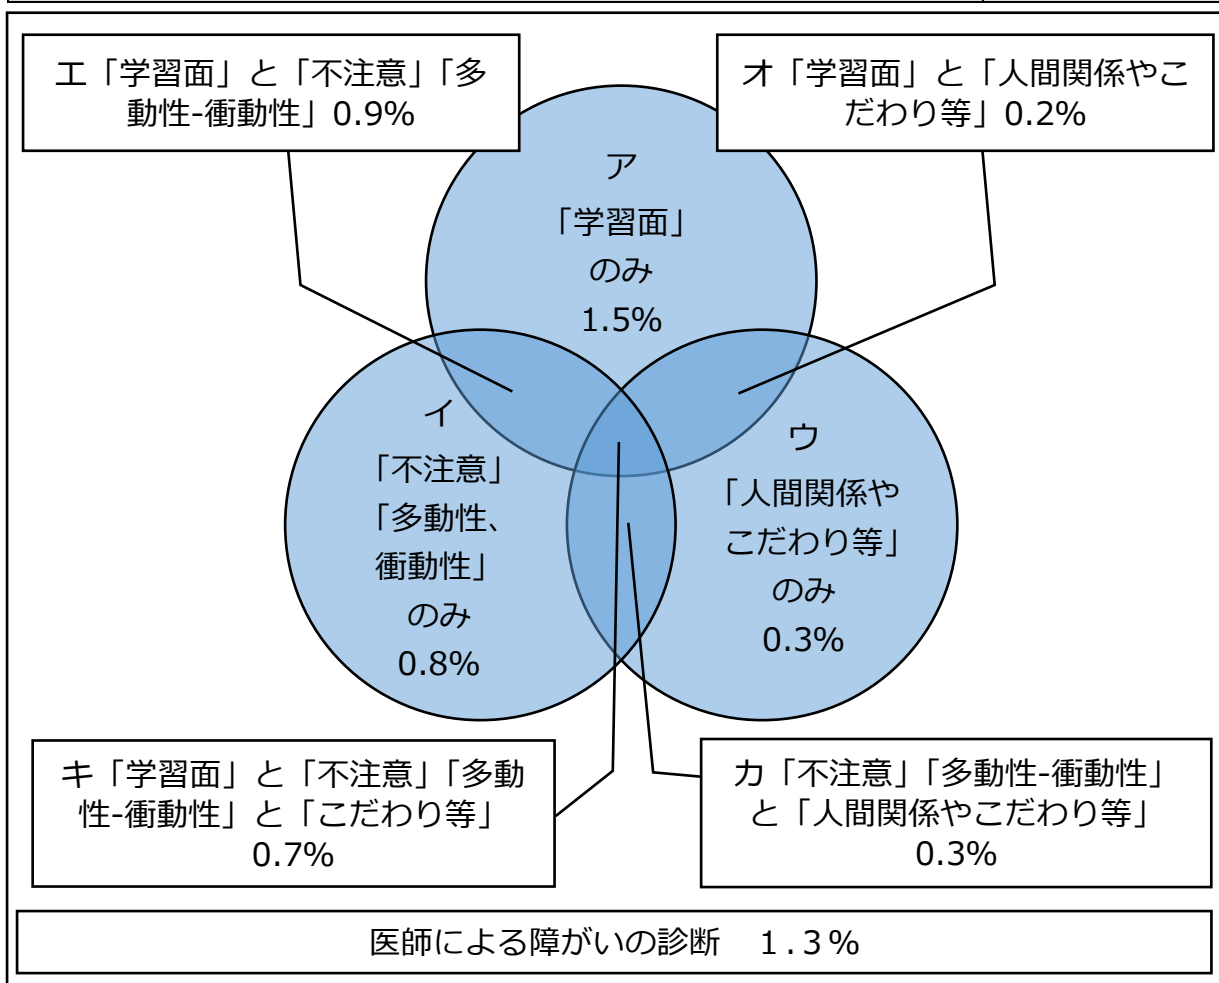 エ「学習面」と「不注意」「多
動性-衝動性」0.9%
オ「学習面」と「人間関係やこ
だわり等」0.2%
ア
「学習面」
のみ
1.5%
イ
「不注意」
「多動性、
衝動性」
のみ
0.8%
ウ
「人間関係や
こだわり等」
のみ
0.3%
キ「学習面」と「不注意」「多動
性-衝動性」と「こだわり等」
0.7%
カ「不注意」「多動性-衝動性」
と「人間関係やこだわり等」
0.3%
医師による障がいの診断　１.３％